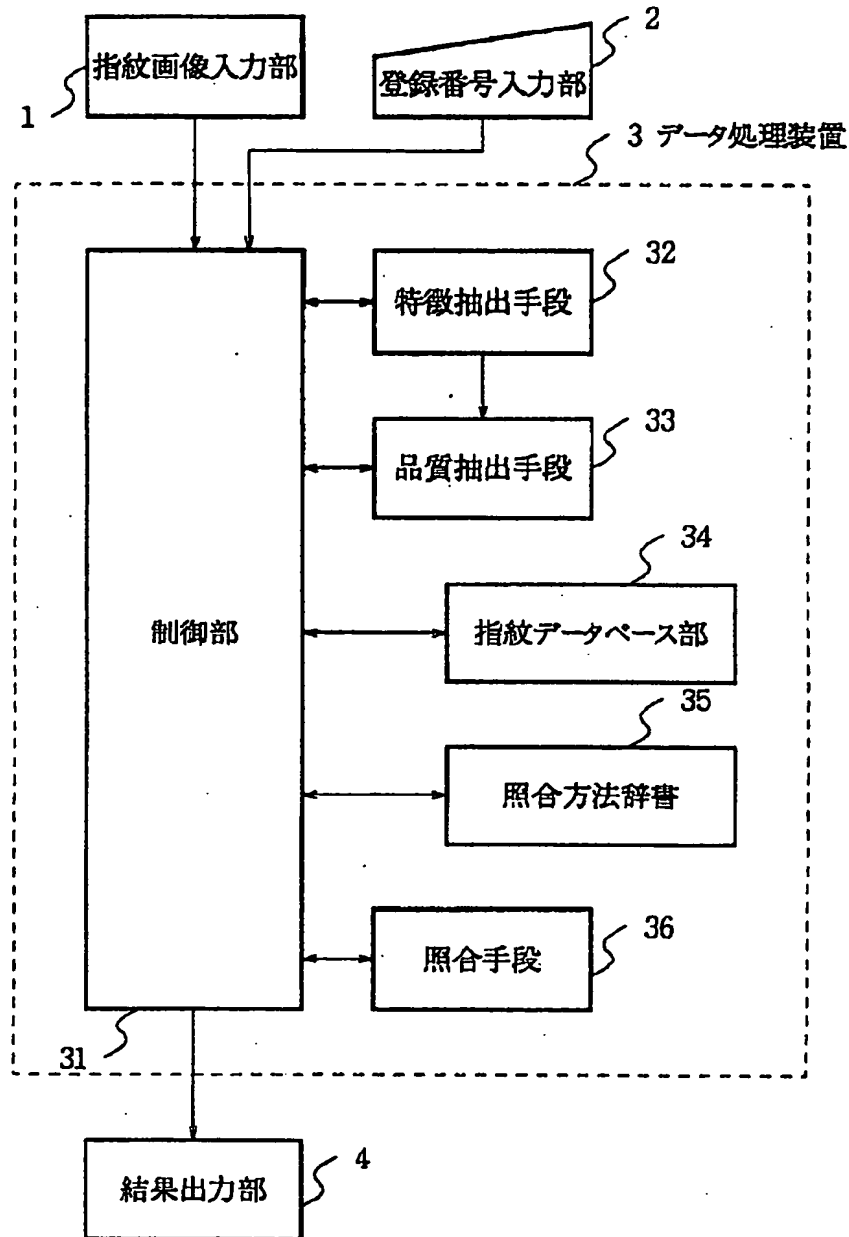 指紋画像入力部
1
登録番号入力部
2
3 データ処理装置
特徴抽出手段
32
品質抽出手段
33
制御部
31
指紋データベース部
34
照合方法辞書
35
照合手段
36
結果出力部
4